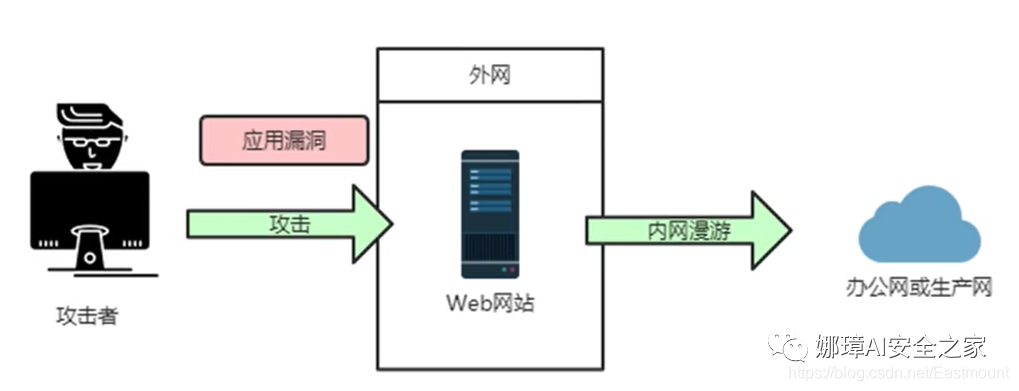 外网
应用漏洞
攻击
内网漫游
Web网站
办公网或生产网
攻击者
娜璋AI安全之家
https://blog.csdn.net/Eastmount